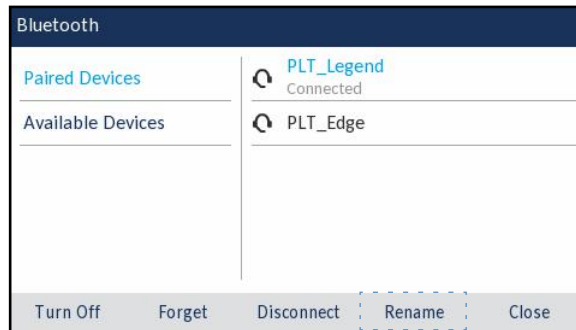 Bluetooth
Paired Devices
Available Devices
PLT_Legend
Connected
PLT_Edge
Turn Off Forget Disconnect Rename Close